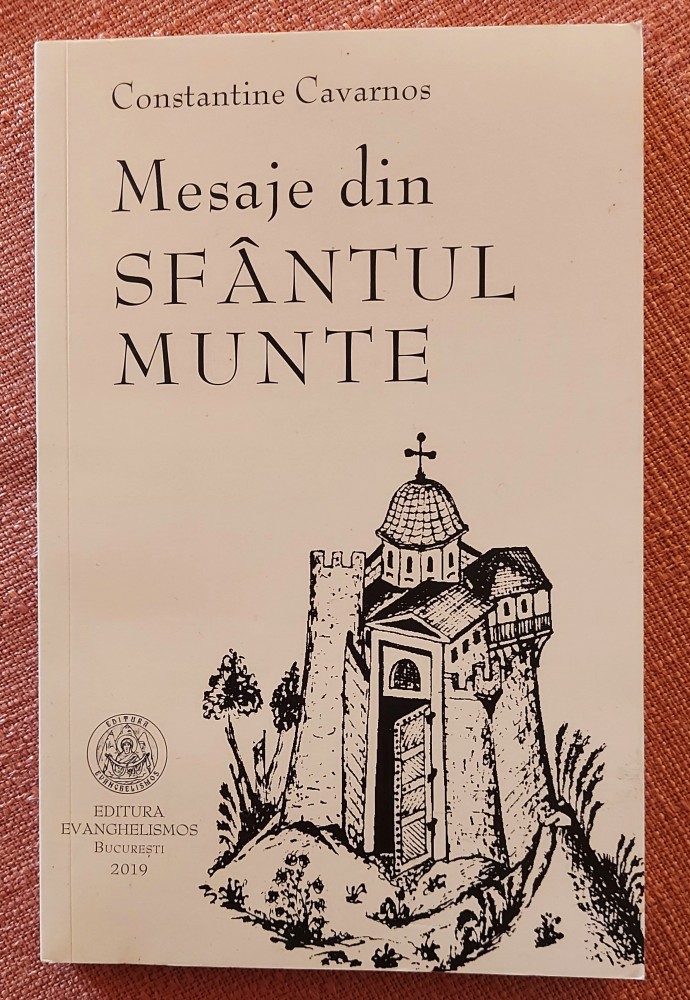 Constantine Cavarnos
Mesaje din
SFÂNTUL
MUNTE
EDITURA
EVANGHELISMOS
EDITURA
EVANGHELISMOS
BUCUREȘTI
2019